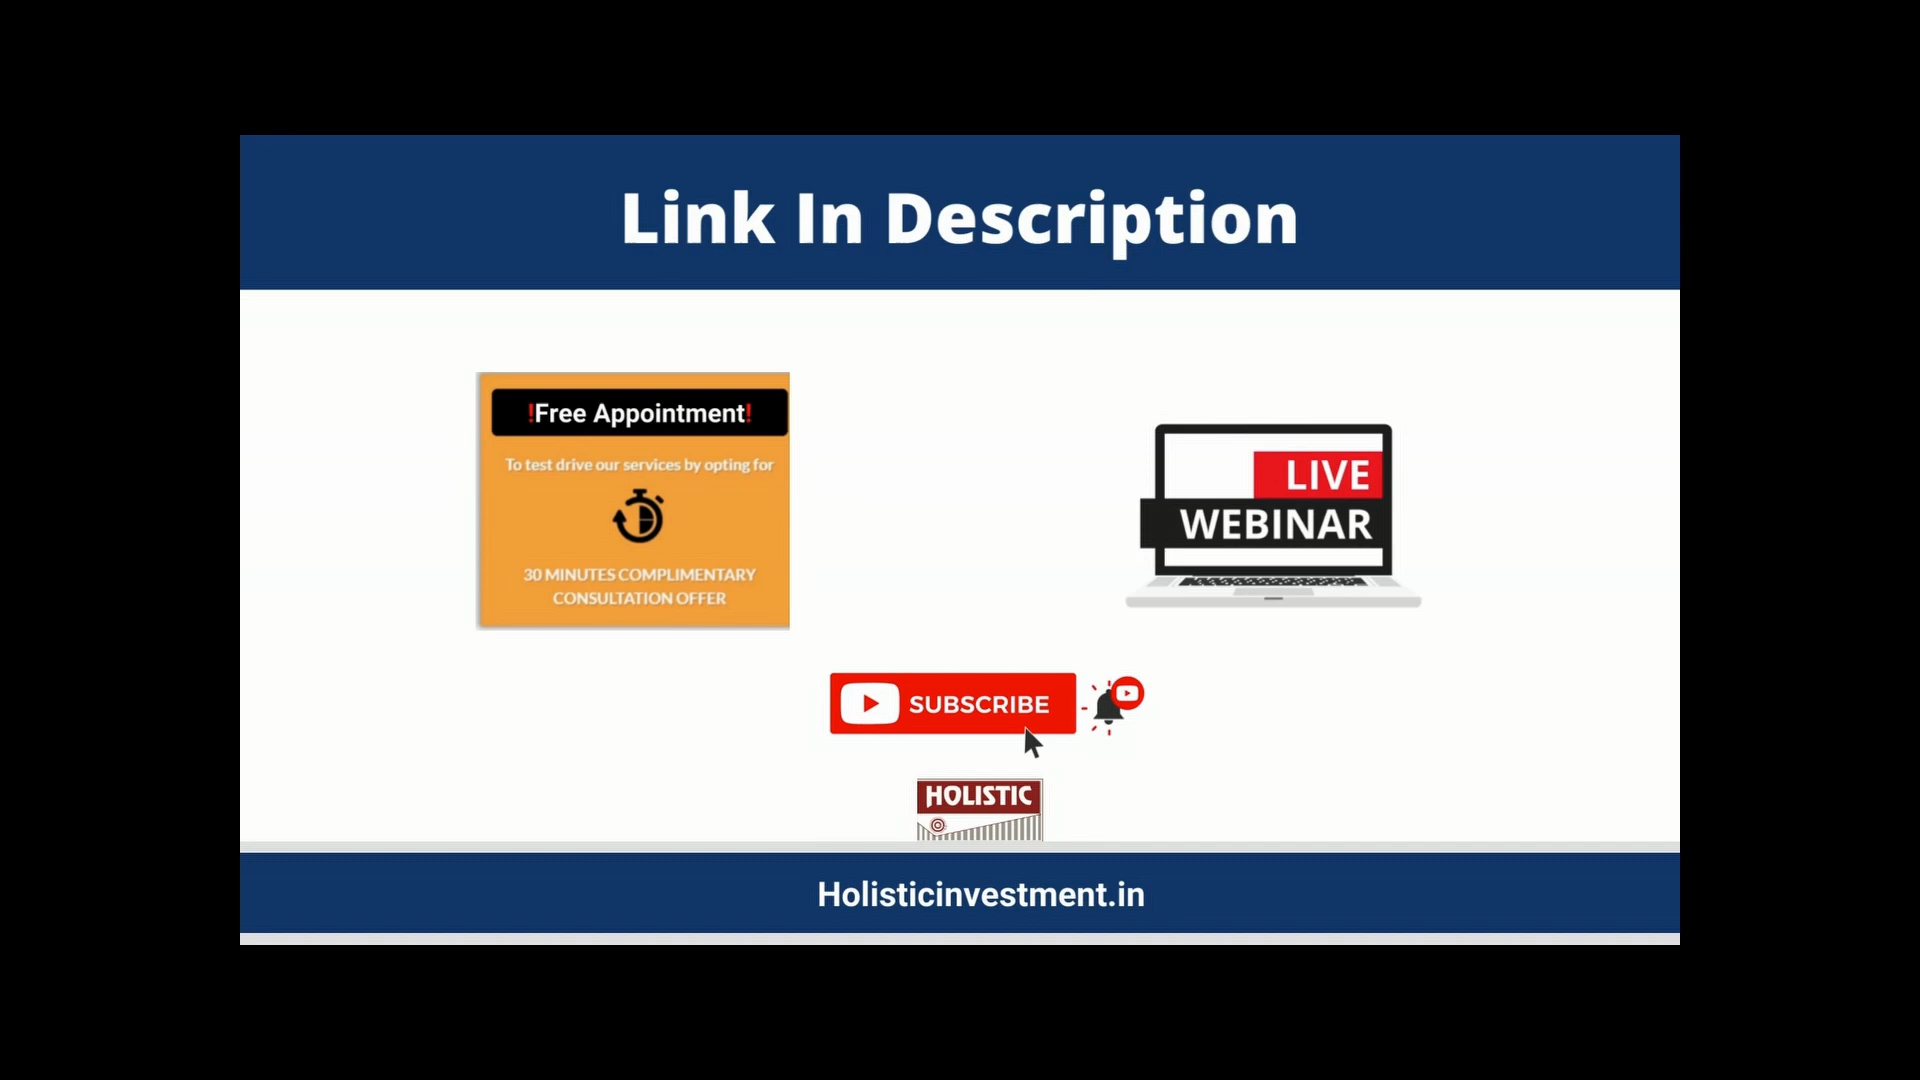 Link In Description
!Free Appointment!
To test drive our services by opting for
30 MINUTES COMPLIMENTARY
CONSULTATION OFFER
LIVE
WEBINAR
SUBSCRIBE
HOLISTIC
Holisticinvestment.in